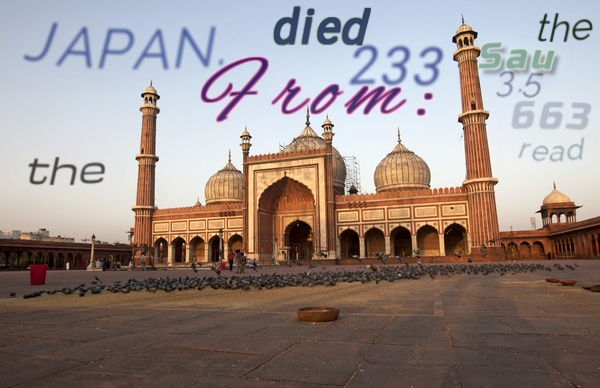 JAPAN.
died
the
233
Sau
From:
3.5
663
read
the